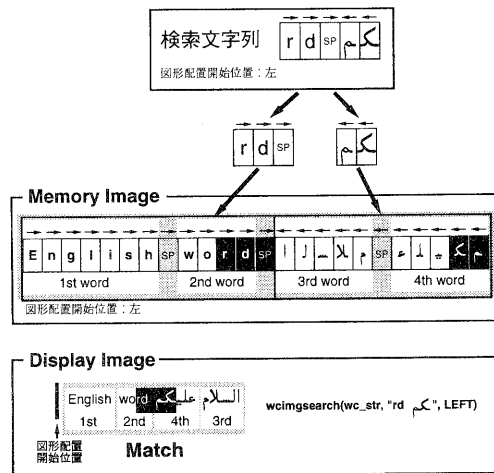 検索文字列 r d SP م ك
図形配置開始位置：左
r d SP
م ك
Memory Image
E n g l i s h SP w o r d SP ا ل س لا م SP ع ل ي ك م
1st word 2nd word 3rd word 4th word
図形配置開始位置：左
Display Image
English word عليكم السلام
1st 2nd 4th 3rd
wcimgsearch(wc_str, "rd كم", LEFT)
図形配置
開始位置
Match